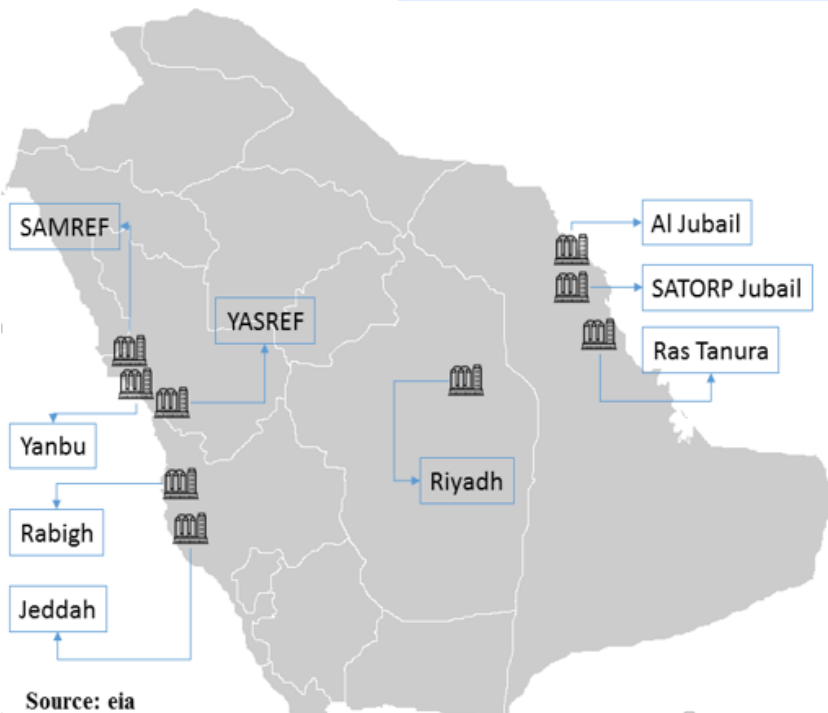 Al Jubail
SAMREF
SATORP Jubail
YASREF
Ras Tanura
Yanbu
Riyadh
Rabigh
Jeddah
Source: eia